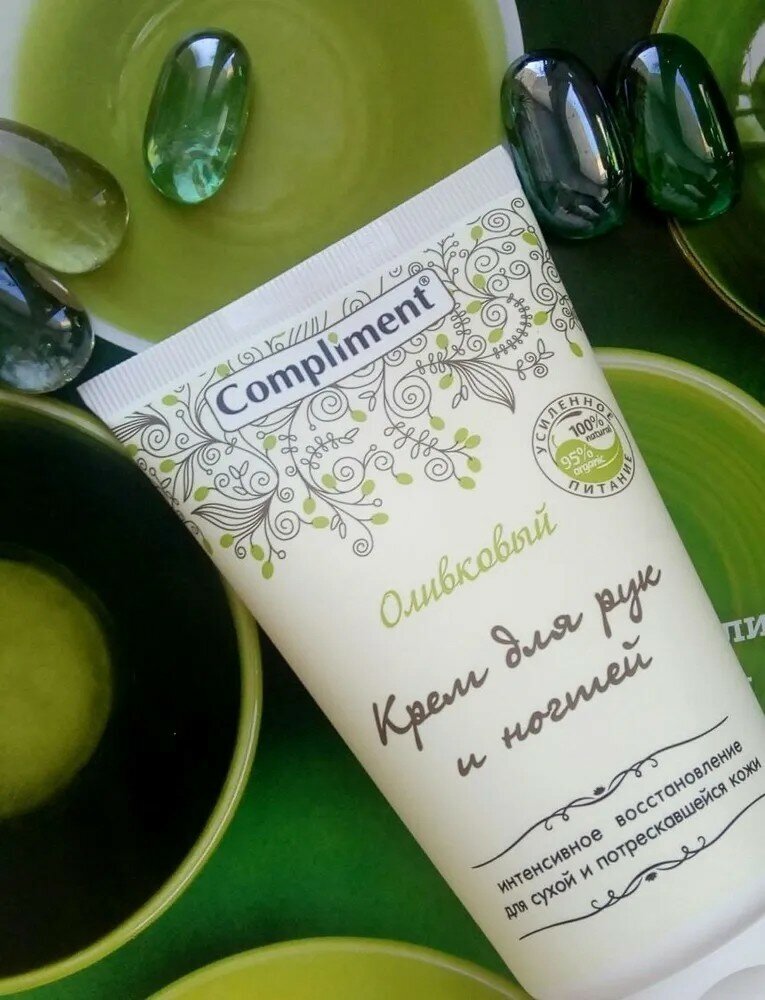 Compliment®
УСИЛЕННОЕ
100%
natural
95%
organic
ПИТАНИЕ
Оливковый
Крем для рук
и ногтей
интенсивное восстановление
для сухой и потрескавшейся кожи